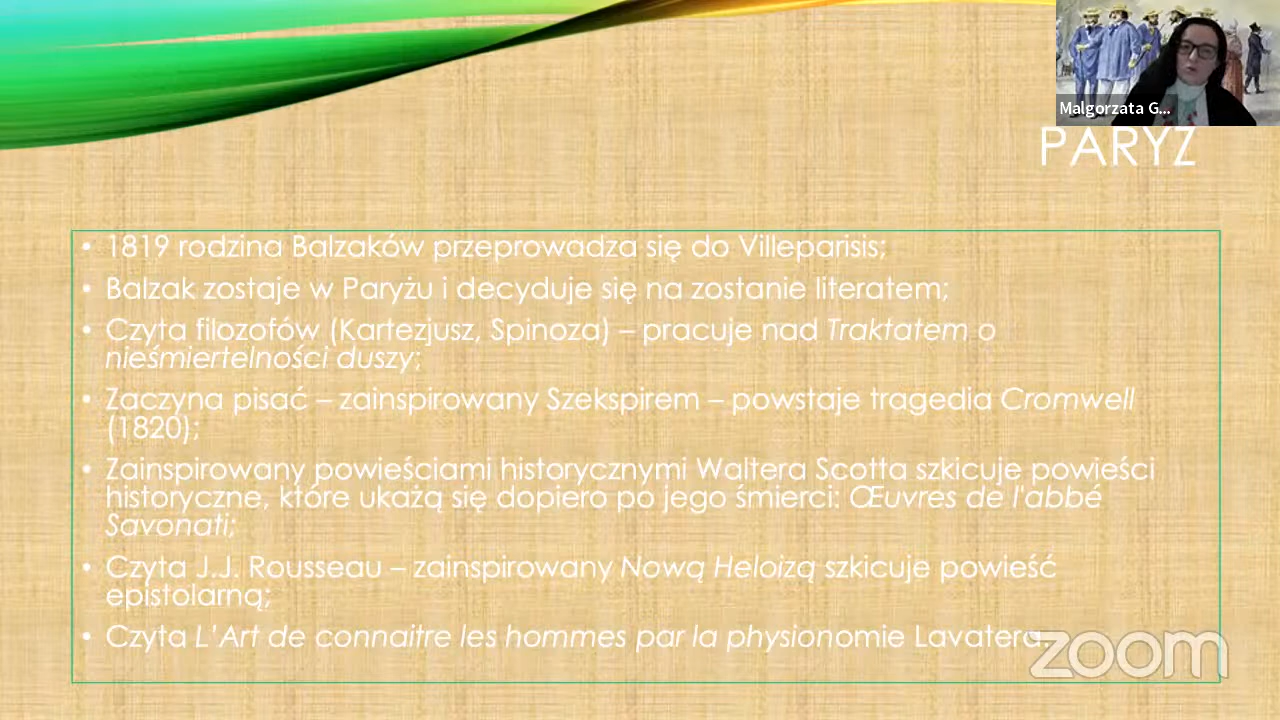 Malgorzata G...
PARYŻ
• 1819 rodzina Balzaków przeprowadza się do Villeparisis;
• Balzak zostaje w Paryżu i decyduje się na zostanie literatem;
• Czyta filozofów (Kartezjusz, Spinoza) – pracuje nad Traktatem o
nieśmiertelności duszy;
• Zaczyna pisać – zainspirowany Szekspirem – powstaje tragedia Cromwell
(1820);
• Zainspirowany powieściami historycznymi Waltera Scotta szkicuje powieści
historyczne, które ukażą się dopiero po jego śmierci: Œuvres de l'abbé
Savonati;
• Czyta J.J. Rousseau – zainspirowany Nową Heloizą szkicuje powieść
epistolarną;
• Czyta L'Art de connaitre les hommes par la physionomie Lavatera.
zoom